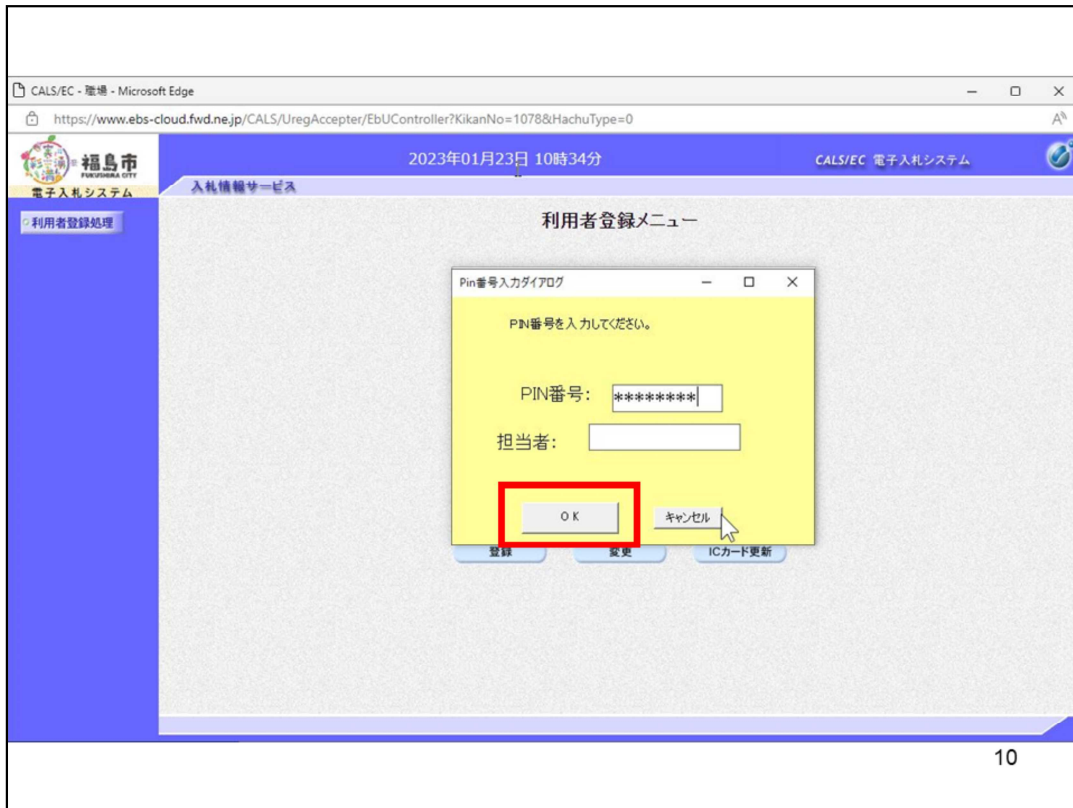 CALS/EC - 職場 - Microsoft Edge
https://www.ebs-cloud.fwd.ne.jp/CALS/UregAccepter/EbUController?KikanNo=1078&HachuType=0
福島市
FUKUSHIMA CITY
電子入札システム
2023年01月23日 10時34分
CALS/EC 電子入札システム
入札情報サービス
利用者登録処理
利用者登録メニュー
Pin番号入力ダイアログ
PIN番号を入力してください。
PIN番号: ********
担当者:
OK
キャンセル
登録
変更
ICカード更新
10